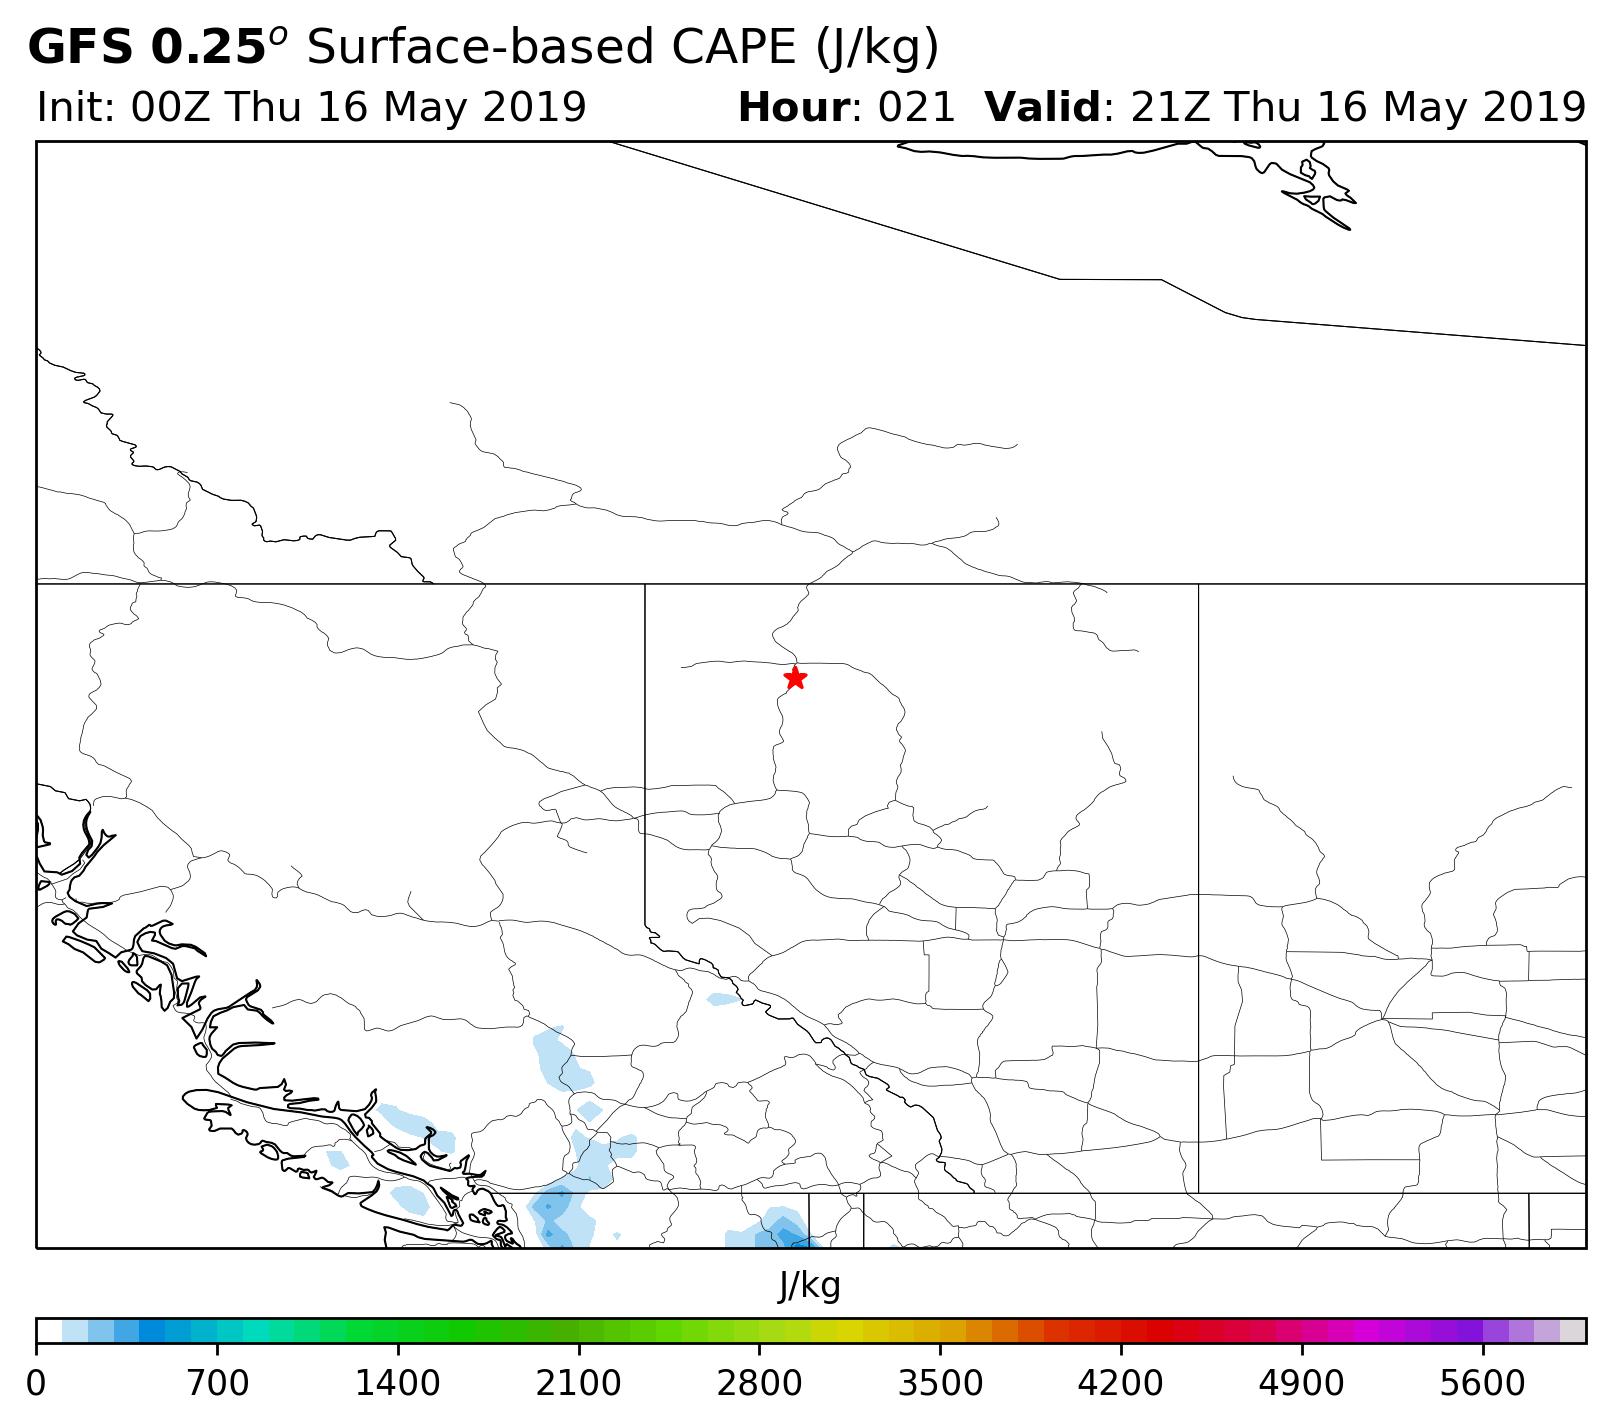 GFS 0.25° Surface-based CAPE (J/kg)
Init: 00Z Thu 16 May 2019 Hour: 021 Valid: 21Z Thu 16 May 2019
J/kg
0 700 1400 2100 2800 3500 4200 4900 5600